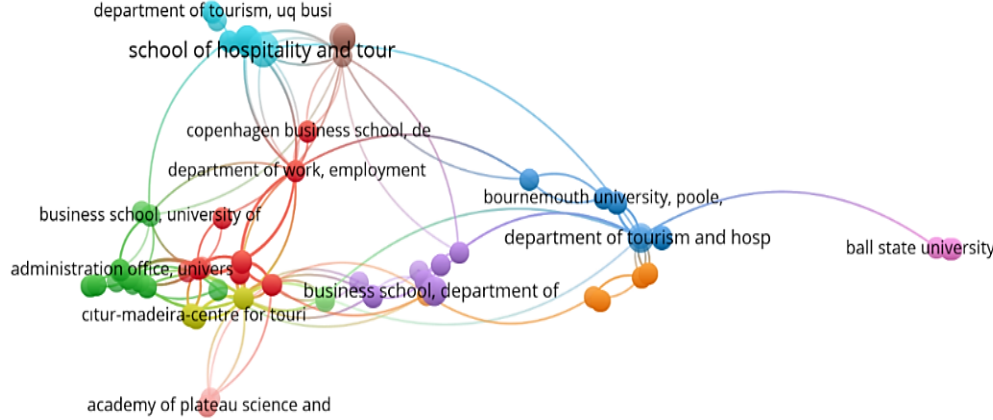 department of tourism, uq busi
school of hospitality and tour
copenhagen business school, de
department of work, employment
bournemouth university, poole,
business school, university of
department of tourism and hosp
ball state university
administration office, univers
business school, department of
citur-madeira-centre for touri
academy of plateau science and